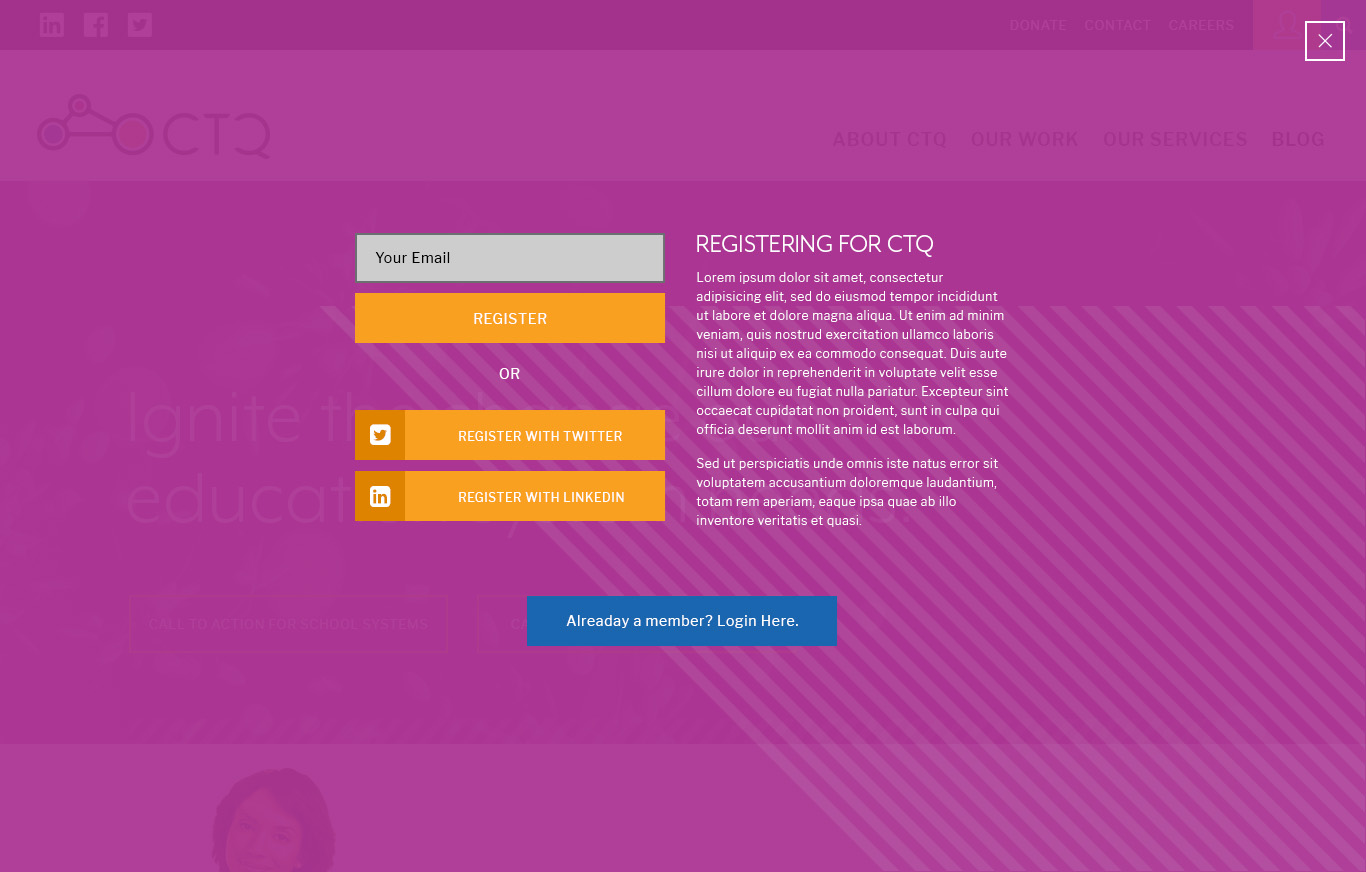 DONATE CONTACT CAREERS
CTQ
ABOUT CTQ OUR WORK OUR SERVICES BLOG
Your Email
REGISTER
OR
REGISTER WITH TWITTER
REGISTER WITH LINKEDIN
REGISTERING FOR CTQ
Lorem ipsum dolor sit amet, consectetur
adipisicing elit, sed do eiusmod tempor incididunt
ut labore et dolore magna aliqua. Ut enim ad minim
veniam, quis nostrud exercitation ullamco laboris
nisi ut aliquip ex ea commodo consequat. Duis aute
irure dolor in reprehenderit in voluptate velit esse
cillum dolore eu fugiat nulla pariatur. Excepteur sint
occaecat cupidatat non proident, sunt in culpa qui
officia deserunt mollit anim id est laborum.
Sed ut perspiciatis unde omnis iste natus error sit
voluptatem accusantium doloremque laudantium,
totam rem aperiam, eaque ipsa quae ab illo
inventore veritatis et quasi.
Ignite
CALL TO ACTION FOR SCHOOL SYSTEMS
Alreaday a member? Login Here.